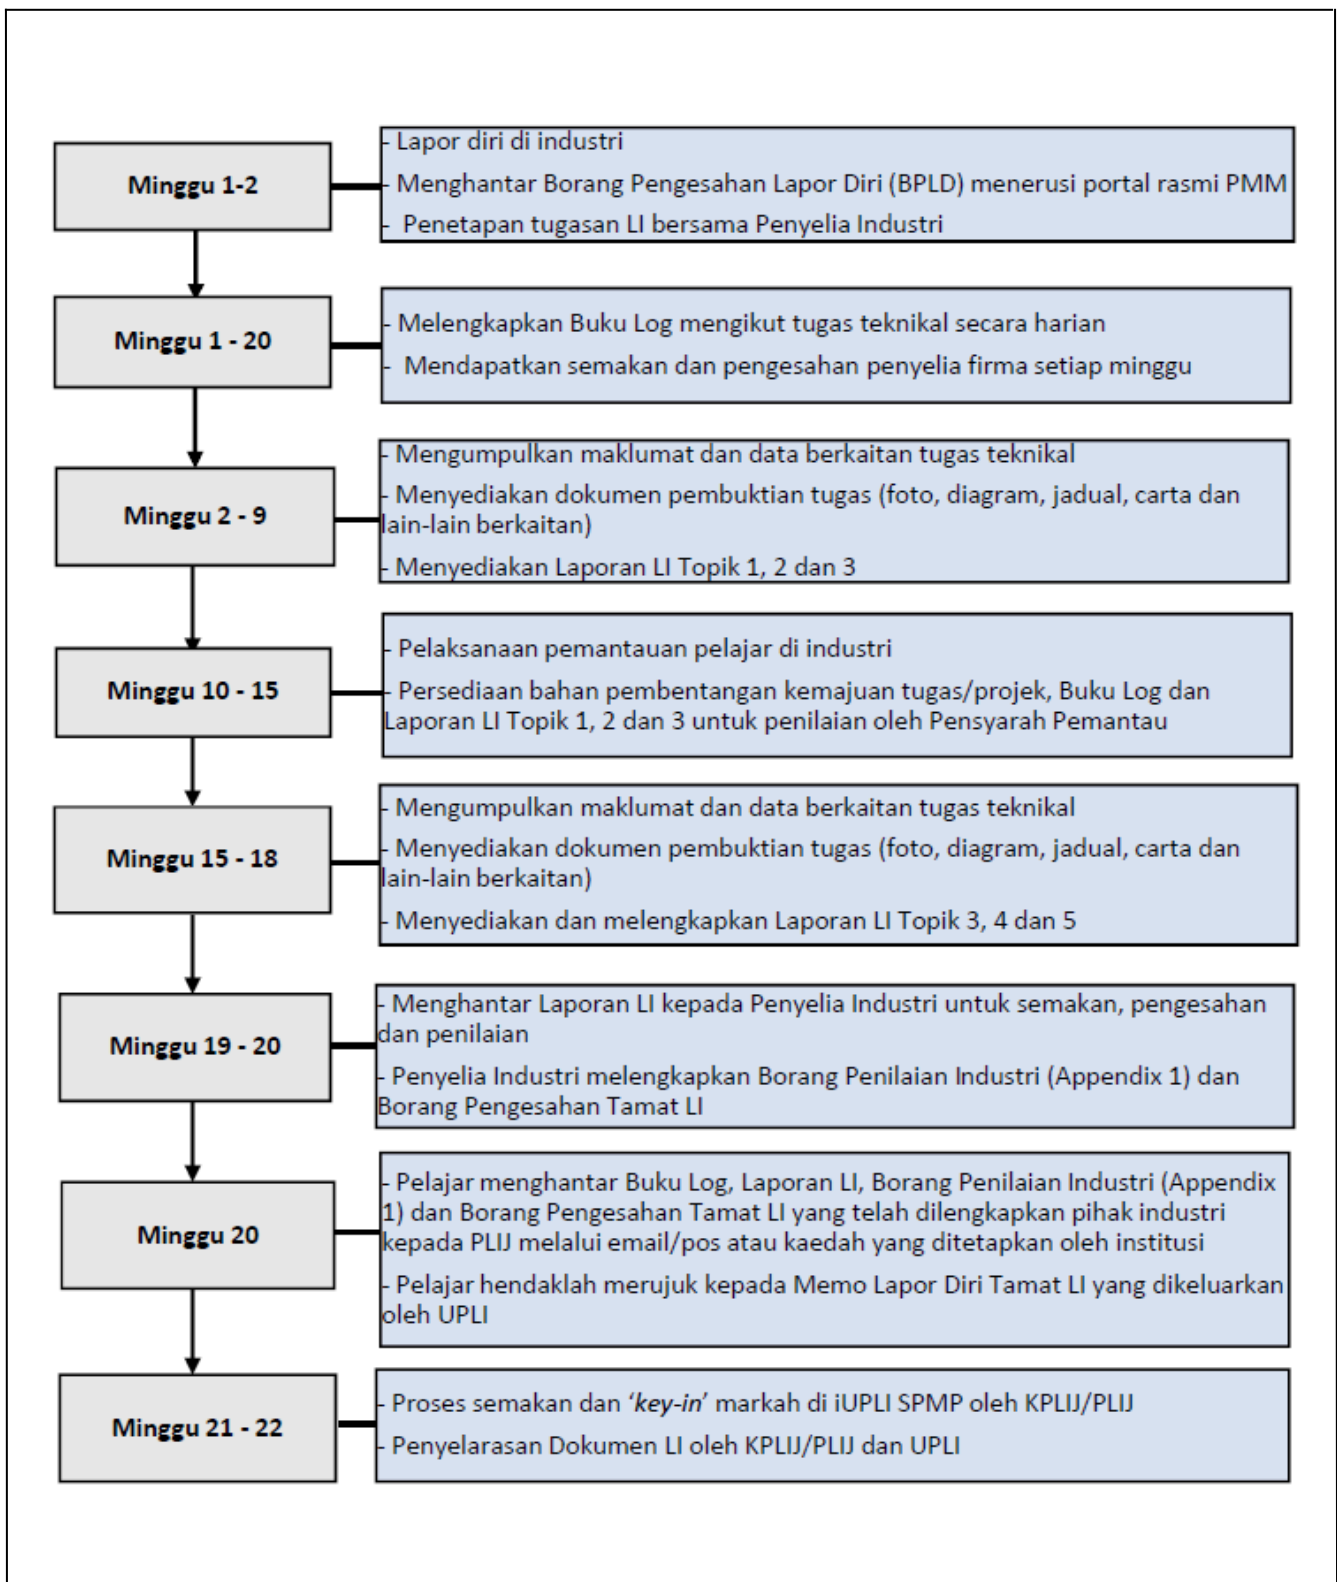 Minggu 1-2
- Lapor diri di industri
- Menghantar Borang Pengesahan Lapor Diri (BPLD) menerusi portal rasmi PMM
- Penetapan tugasan LI bersama Penyelia Industri
Minggu 1 - 20
- Melengkapkan Buku Log mengikut tugas teknikal secara harian
- Mendapatkan semakan dan pengesahan penyelia firma setiap minggu
Minggu 2 - 9
- Mengumpulkan maklumat dan data berkaitan tugas teknikal
- Menyediakan dokumen pembuktian tugas (foto, diagram, jadual, carta dan
lain-lain berkaitan)
- Menyediakan Laporan LI Topik 1, 2 dan 3
Minggu 10 - 15
- Pelaksanaan pemantauan pelajar di industri
- Persediaan bahan pembentangan kemajuan tugas/projek, Buku Log dan
Laporan LI Topik 1, 2 dan 3 untuk penilaian oleh Pensyarah Pemantau
Minggu 15 - 18
- Mengumpulkan maklumat dan data berkaitan tugas teknikal
- Menyediakan dokumen pembuktian tugas (foto, diagram, jadual, carta dan
lain-lain berkaitan)
- Menyediakan dan melengkapkan Laporan LI Topik 3, 4 dan 5
Minggu 19 - 20
- Menghantar Laporan LI kepada Penyelia Industri untuk semakan, pengesahan
dan penilaian
- Penyelia Industri melengkapkan Borang Penilaian Industri (Appendix 1) dan
Borang Pengesahan Tamat LI
Minggu 20
- Pelajar menghantar Buku Log, Laporan LI, Borang Penilaian Industri (Appendix
1) dan Borang Pengesahan Tamat LI yang telah dilengkapkan pihak industri
kepada PLIJ melalui email/pos atau kaedah yang ditetapkan oleh institusi
- Pelajar hendaklah merujuk kepada Memo Lapor Diri Tamat LI yang dikeluarkan
oleh UPLI
Minggu 21 - 22
- Proses semakan dan ‘key-in’ markah di iUPLI SPMP oleh KPLIJ/PLIJ
- Penyelarasan Dokumen LI oleh KPLIJ/PLIJ dan UPLI